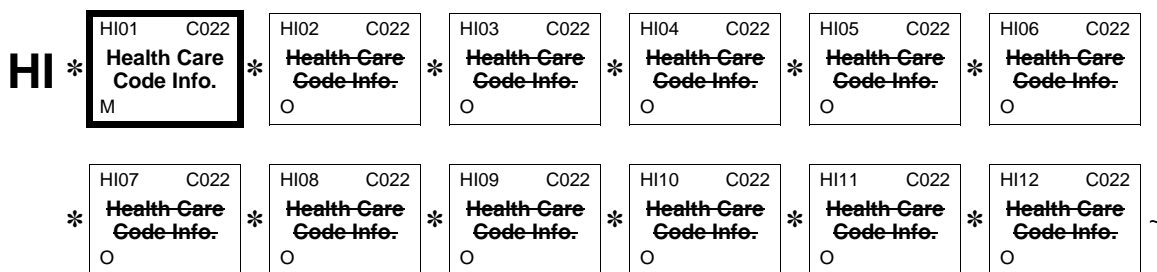 HI * HI01 C022 * HI02 C022 * HI03 C022 * HI04 C022 * HI05 C022 * HI06 C022
Health Care Health Care Health Care Health Care Health Care Health Care
Code Info. Code Info. Code Info. Code Info. Code Info. Code Info.
M O O O O O
* HI07 C022 * HI08 C022 * HI09 C022 * HI10 C022 * HI11 C022 * HI12 C022 ~
Health Care Health Care Health Care Health Care Health Care Health Care
Code Info. Code Info. Code Info. Code Info. Code Info. Code Info.
O O O O O O